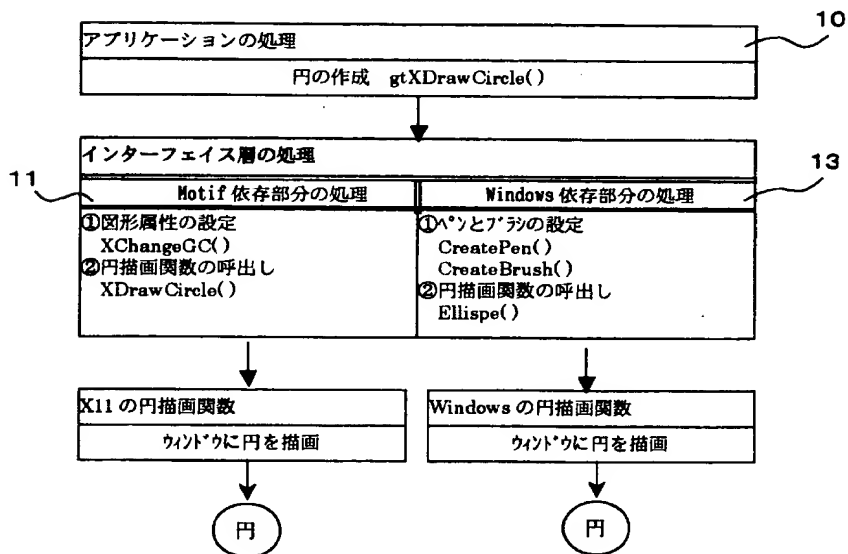 10
アプリケーションの処理
円の作成 gtXDrawCircle()
インターフェイス層の処理
11
13
Motif 依存部分の処理
①図形属性の設定
XChangeGC()
②円描画関数の呼出し
XDrawCircle()
Windows 依存部分の処理
①ﾍﾟﾝとﾌﾞﾗｼの設定
CreatePen()
CreateBrush()
②円描画関数の呼出し
Ellispe()
X11 の円描画関数
ｳｨﾝﾄﾞｳに円を描画
Windows の円描画関数
ｳｨﾝﾄﾞｳに円を描画
円
円